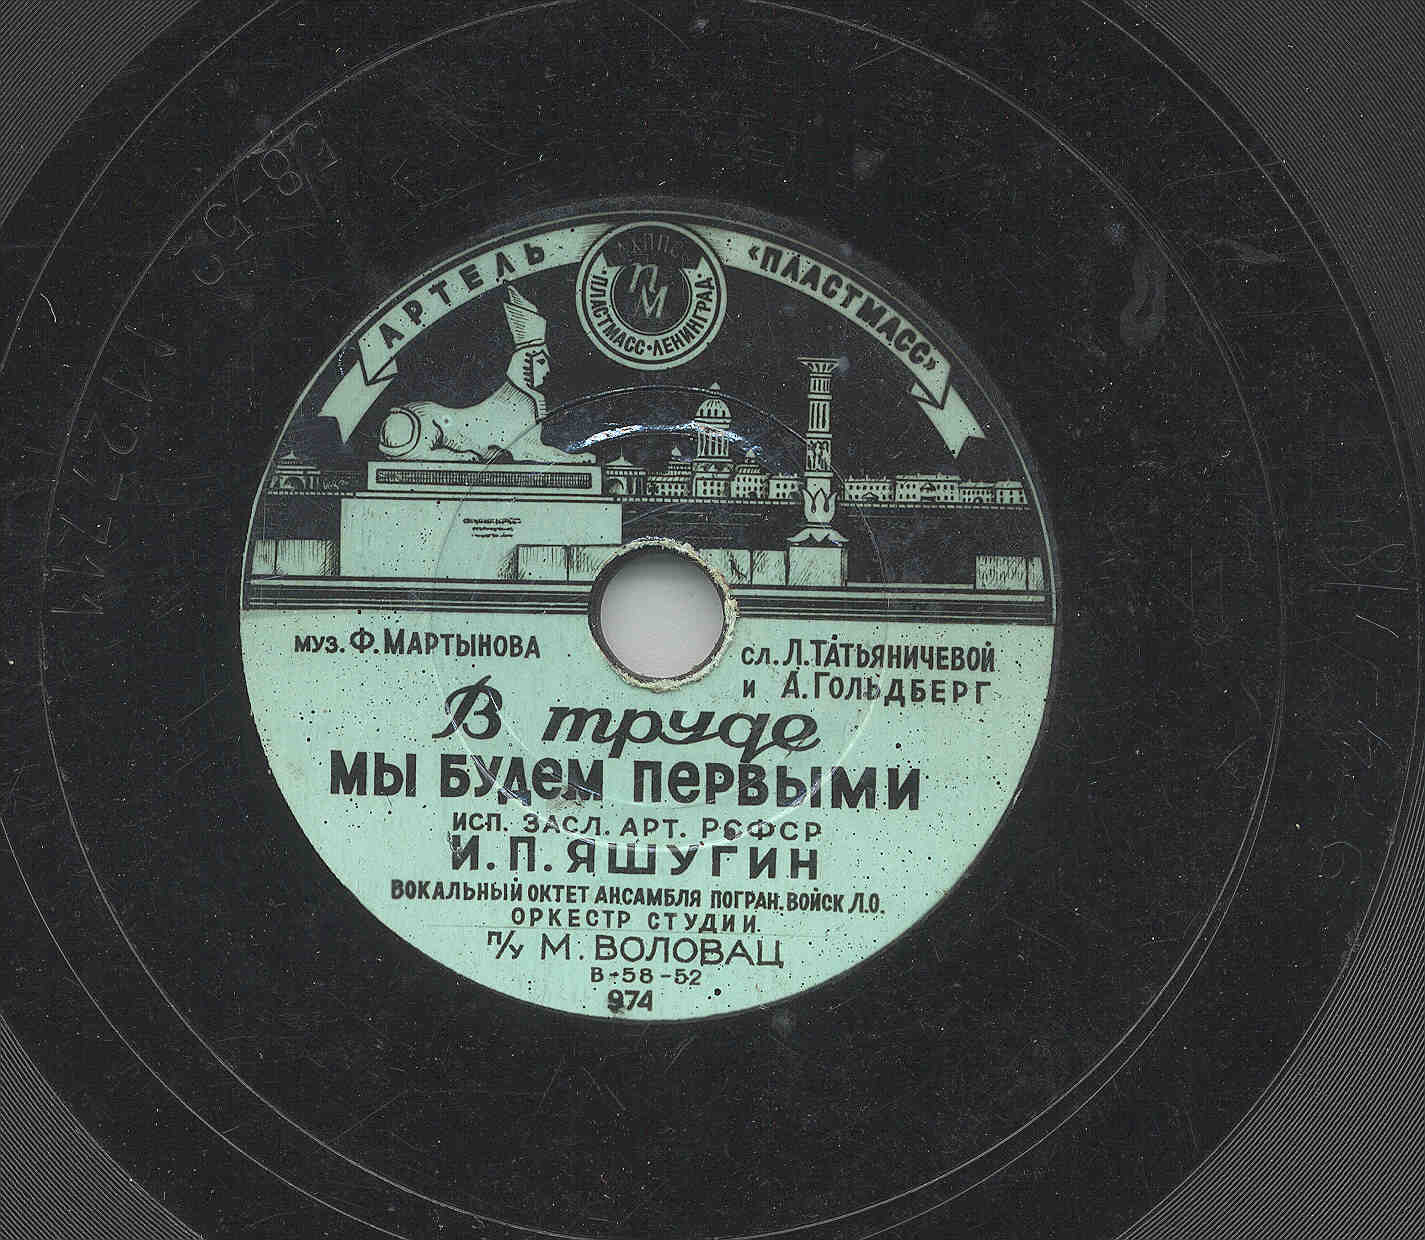 АРТЕЛЬ «ПЛАСТМАСС»
ПМ
"ПЛАСТМАСС•ЛЕНИНГРАД"
муз. Ф. МАРТЫНОВА
сл. Л. ТАТЬЯНИЧЕВОЙ
и А. ГОЛЬДБЕРГ
В труде
МЫ БУДЕМ ПЕРВЫМИ
ИСП. ЗАСЛ. АРТ. РСФСР
И. П. ЯШУГИН
ВОКАЛЬНЫЙ ОКТЕТ АНСАМБЛЯ ПОГРАН. ВОЙСК Л.О.
ОРКЕСТР СТУДИИ.
п/у М. ВОЛОВАЦ
В-58-52
974